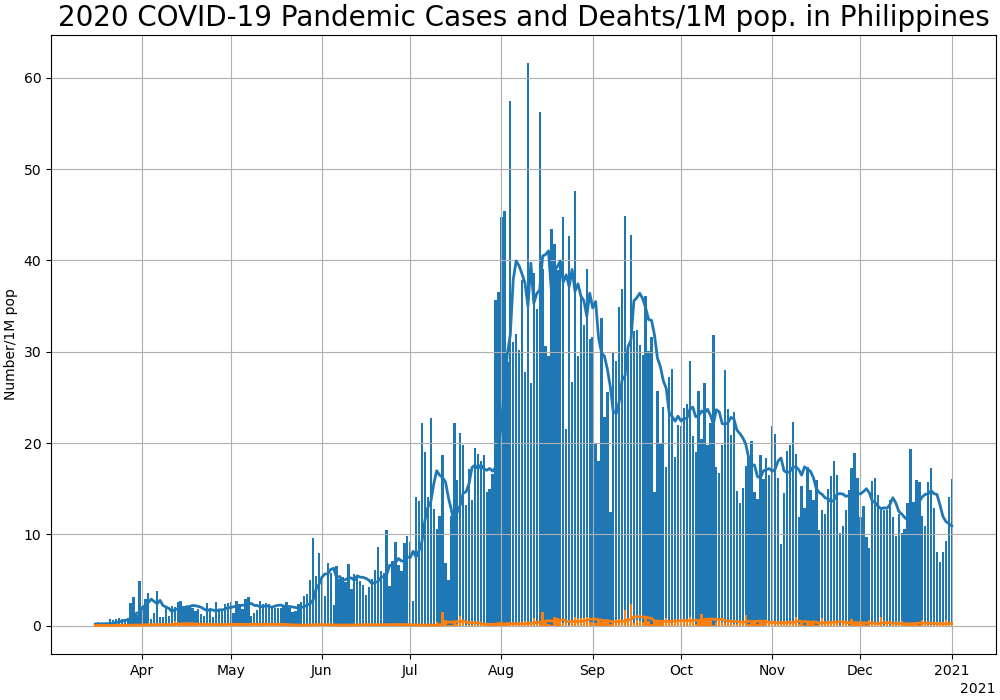 2020 COVID-19 Pandemic Cases and Deahts/1M pop. in Philippines
Number/1M pop
60
50
40
30
20
10
0
Apr May Jun Jul Aug Sep Oct Nov Dec 2021
2021